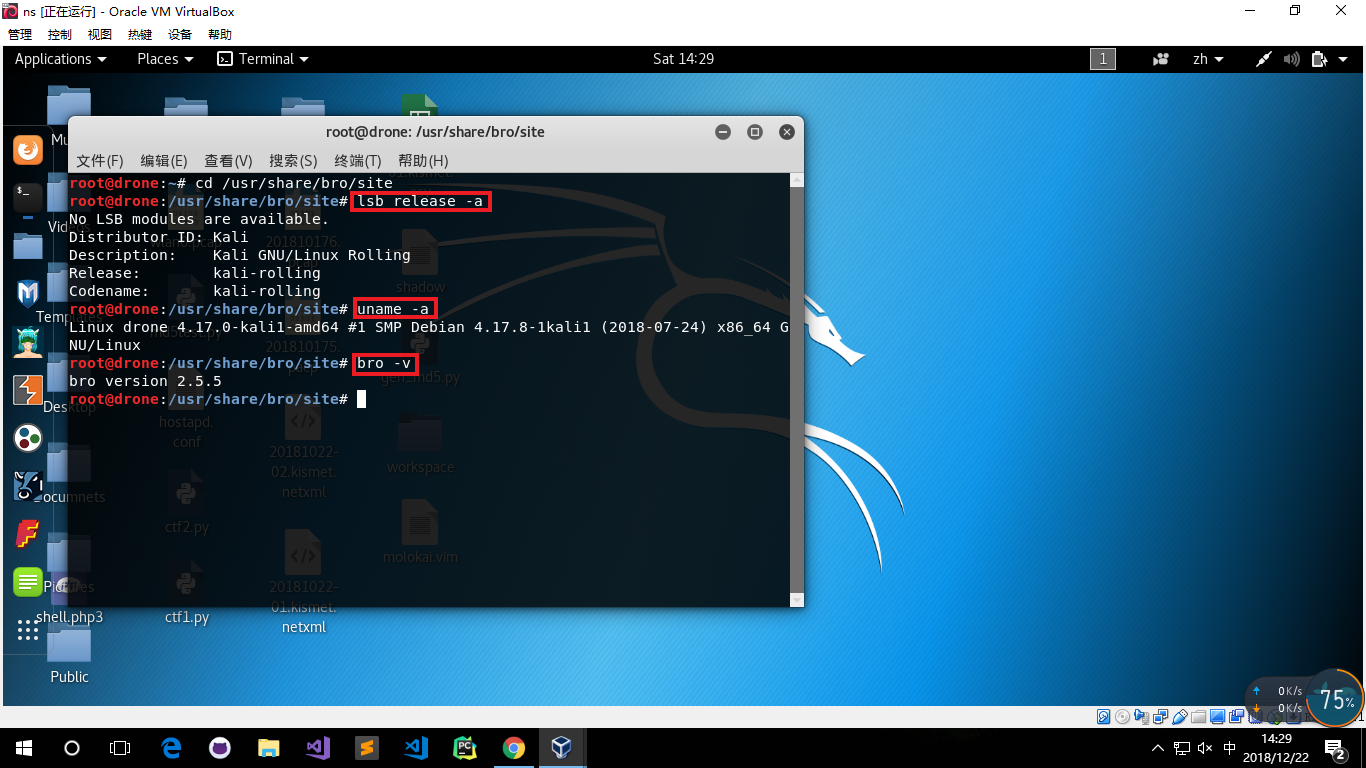 ns [正在运行] - Oracle VM VirtualBox
管理 控制 视图 热键 设备 帮助
Applications Places Terminal Sat 14:29 1 zh
root@drone: /usr/share/bro/site
文件(F) 编辑(E) 查看(V) 搜索(S) 终端(T) 帮助(H)
root@drone:~# cd /usr/share/bro/site
root@drone:/usr/share/bro/site# lsb_release -a
No LSB modules are available.
Distributor ID: Kali
Description: Kali GNU/Linux Rolling
Release: kali-rolling
Codename: kali-rolling
root@drone:/usr/share/bro/site# uname -a
Linux drone 4.17.0-kali1-amd64 #1 SMP Debian 4.17.8-1kali1 (2018-07-24) x86_64 G
NU/Linux
root@drone:/usr/share/bro/site# bro -v
bro version 2.5.5
root@drone:/usr/share/bro/site#
201810176.
shadow
201810175.
pcap
gen_md5.py
Desktop
hostapd.
conf
20181022-
02.kismet.
netxml
workspace
Documnets
ctf2.py
molokai.vim
Pictures
shell.php3
ctf1.py
20181022-
01.kismet.
netxml
Public
0K/s
0K/s
75%
中
14:29
2018/12/22
2